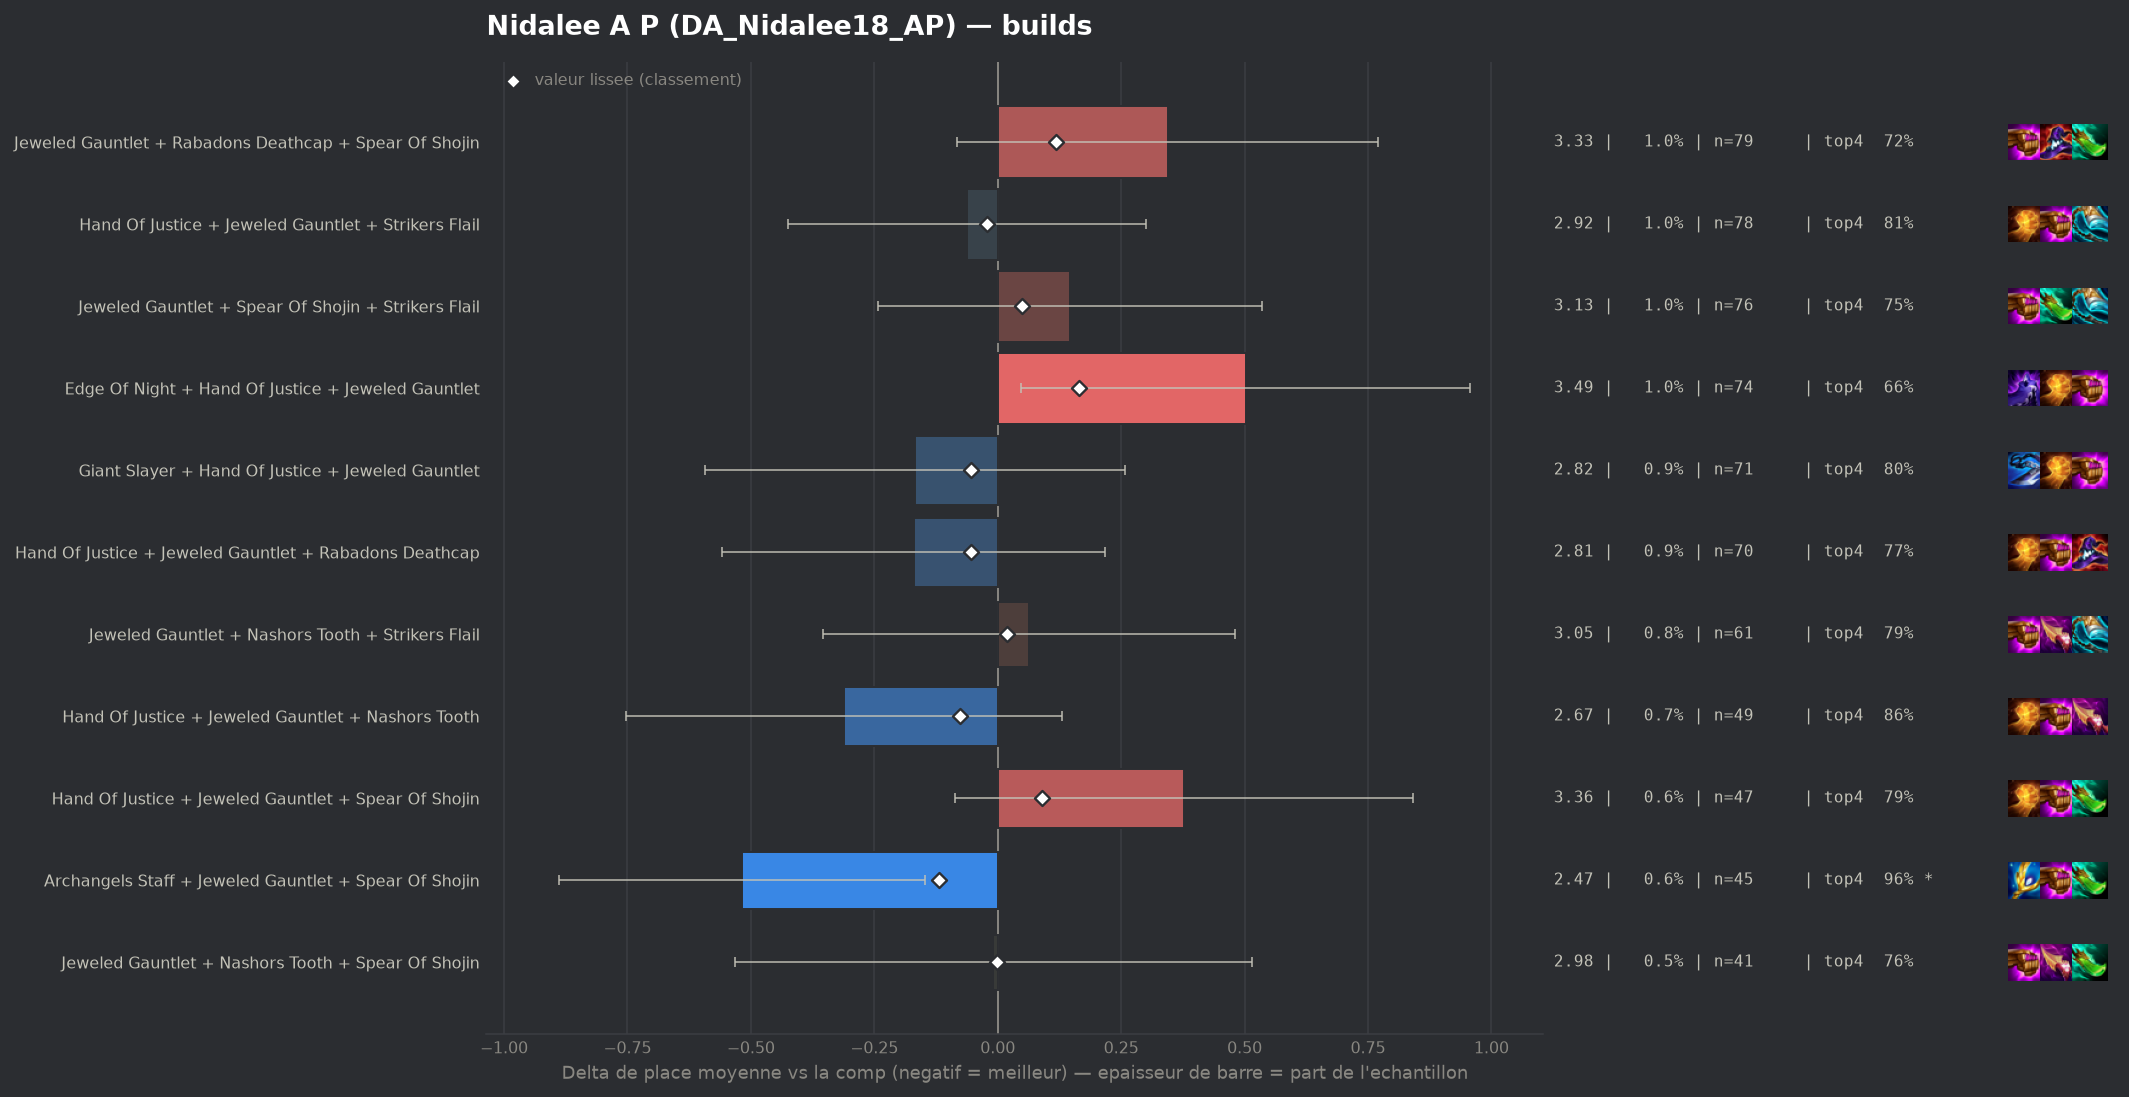 Nidalee A P (DA_Nidalee18_AP) — builds
valeur lissee (classement)
Jeweled Gauntlet + Rabadons Deathcap + Spear Of Shojin 3.33 | 1.0% | n=79 | top4 72%
Hand Of Justice + Jeweled Gauntlet + Strikers Flail 2.92 | 1.0% | n=78 | top4 81%
Jeweled Gauntlet + Spear Of Shojin + Strikers Flail 3.13 | 1.0% | n=76 | top4 75%
Edge Of Night + Hand Of Justice + Jeweled Gauntlet 3.49 | 1.0% | n=74 | top4 66%
Giant Slayer + Hand Of Justice + Jeweled Gauntlet 2.82 | 0.9% | n=71 | top4 80%
Hand Of Justice + Jeweled Gauntlet + Rabadons Deathcap 2.81 | 0.9% | n=70 | top4 77%
Jeweled Gauntlet + Nashors Tooth + Strikers Flail 3.05 | 0.8% | n=61 | top4 79%
Hand Of Justice + Jeweled Gauntlet + Nashors Tooth 2.67 | 0.7% | n=49 | top4 86%
Hand Of Justice + Jeweled Gauntlet + Spear Of Shojin 3.36 | 0.6% | n=47 | top4 79%
Archangels Staff + Jeweled Gauntlet + Spear Of Shojin 2.47 | 0.6% | n=45 | top4 96% *
Jeweled Gauntlet + Nashors Tooth + Spear Of Shojin 2.98 | 0.5% | n=41 | top4 76%
−1.00 −0.75 −0.50 −0.25 0.00 0.25 0.50 0.75 1.00
Delta de place moyenne vs la comp (negatif = meilleur) — epaisseur de barre = part de l'echantillon